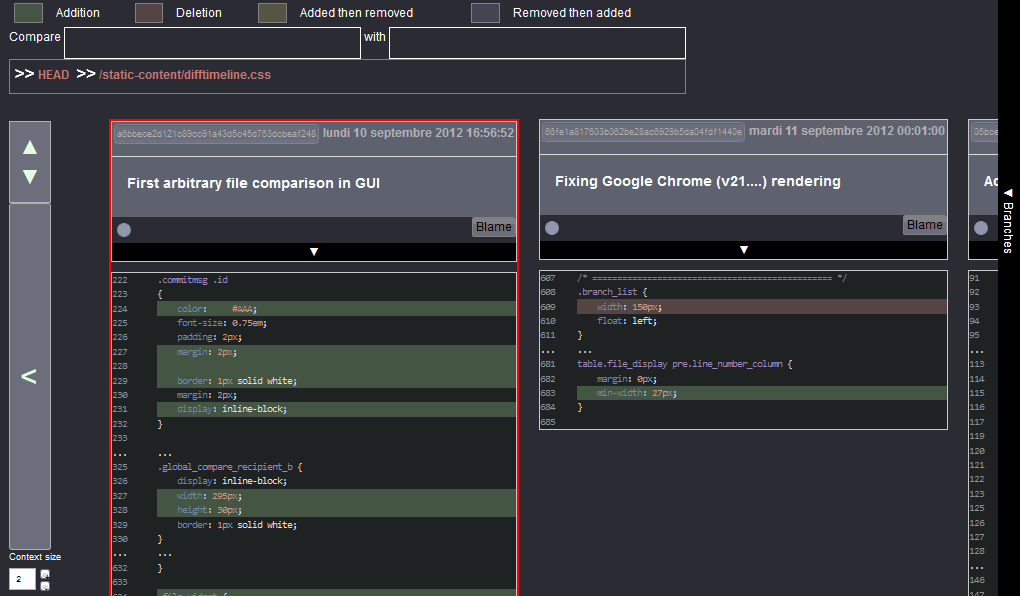 Addition Deletion Added then removed Removed then added
Compare with
>> HEAD >> /static-content/difftimeline.css
▲
▼
<
Context size
2
a6bbece2d121c89cc91a43d5c45d763dcbeaf248 lundi 10 septembre 2012 16:56:52
First arbitrary file comparison in GUI
Blame
▼
222 .commitmsg .id
223 {
224 color: #AAA;
225 font-size: 0.75em;
226 padding: 2px;
227 margin: 2px;
228
229 border: 1px solid white;
230 margin: 2px;
231 display: inline-block;
232 }
233
... ...
325 .global_compare_recipient_b {
326 display: inline-block;
327 width: 295px;
328 height: 30px;
329 border: 1px solid white;
330 }
... ...
632 }
633
634 .file_widget {
66fe1a817603b062be28ac6929b5da04fdf1440e mardi 11 septembre 2012 00:01:00
Fixing Google Chrome (v21....) rendering
Blame
▼
607 /* ================================================ */
608 .branch_list {
609 width: 150px;
610 float: left;
611 }
... ...
681 table.file_display pre.line_number_column {
682 margin: 0px;
683 min-width: 27px;
684 }
685
91
92
93
94
95
...
113
114
115
116
117
119
120
121
122
123
125
126
127
128
...
146
147
◀ Branches